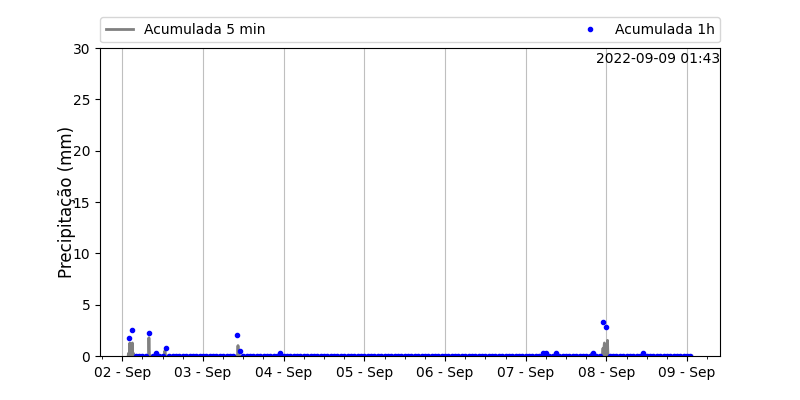 Acumulada 5 min
Acumulada 1h
2022-09-09 01:43
Precipitação (mm)
30
25
20
15
10
5
0
02 - Sep
03 - Sep
04 - Sep
05 - Sep
06 - Sep
07 - Sep
08 - Sep
09 - Sep